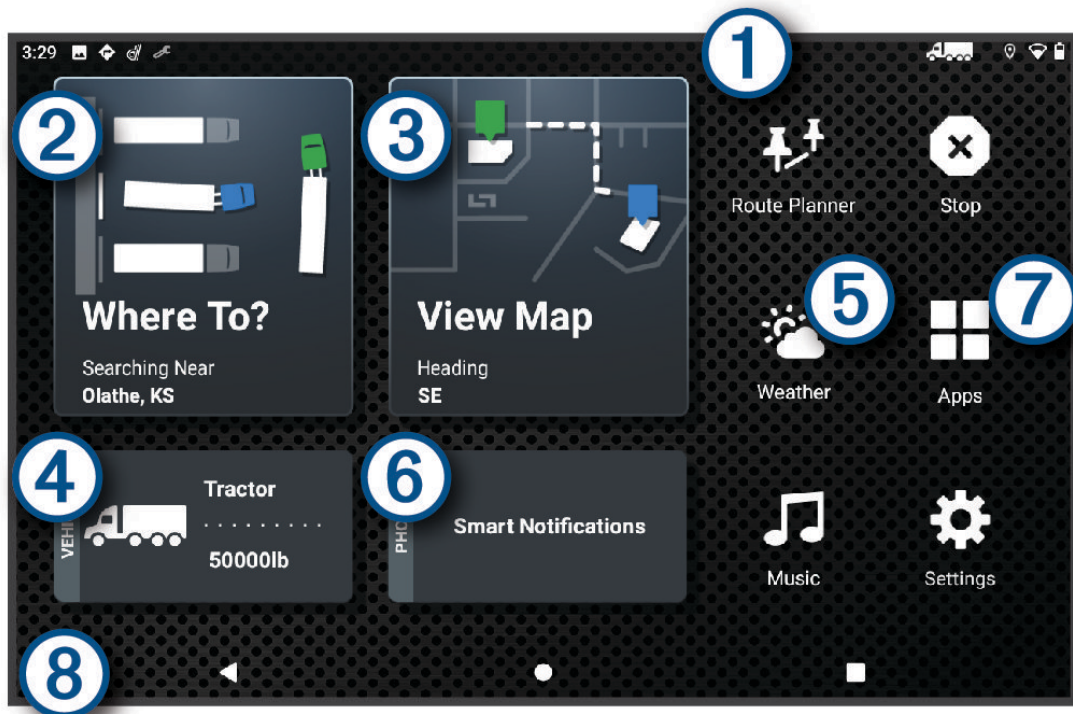 1
3:29
2
3
Route Planner
Stop
Where To?
Searching Near
Olathe, KS
View Map
Heading
SE
5
7
Weather
Apps
4
Tractor
50000lb
6
Smart Notifications
Music
Settings
8